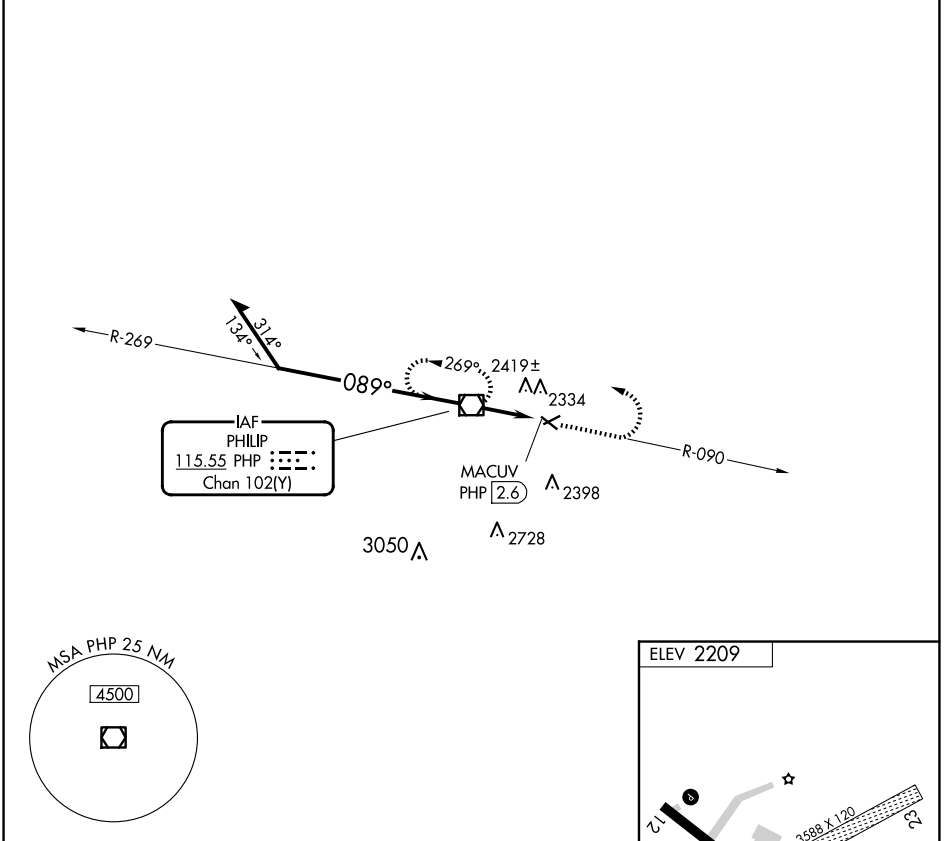 R-269
134°
314°
089°
269°
2419±
2334
R-090
IAF
PHILIP
115.55 PHP
Chan 102(Y)
MACUV
PHP 2.6
2398
2728
3050
MSA PHP 25 NM
4500
ELEV 2209
P
12
3588 X 120
23